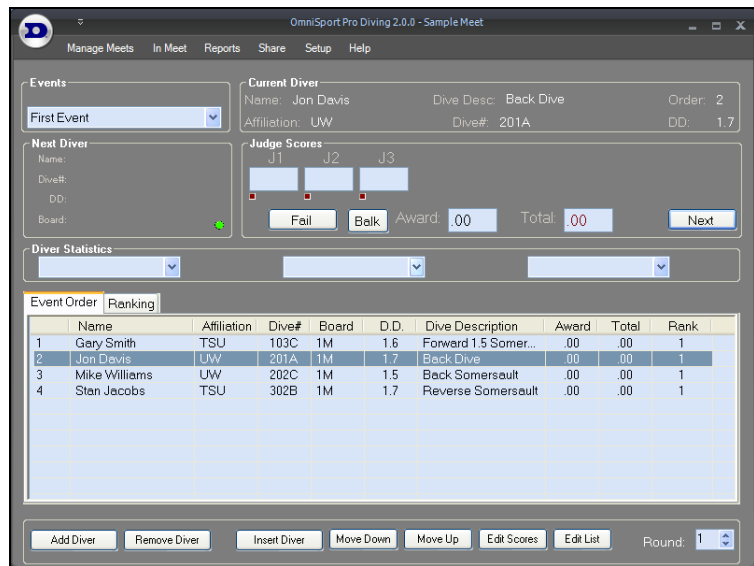 OmniSport Pro Diving 2.0.0 - Sample Meet
Manage Meets In Meet Reports Share Setup Help
Events
First Event
Current Diver
Name: Jon Davis Dive Desc: Back Dive Order: 2
Affiliation: UW Dive#: 201A DD: 1.7
Next Diver
Name:
Dive#:
DD:
Board:
Judge Scores
J1 J2 J3
Fail Balk Award: .00 Total: .00 Next
Diver Statistics
Event Order Ranking
Name Affiliation Dive# Board D.D. Dive Description Award Total Rank
1 Gary Smith TSU 103C 1M 1.6 Forward 1.5 Somer... .00 .00 1
2 Jon Davis UW 201A 1M 1.7 Back Dive .00 .00 1
3 Mike Williams UW 202C 1M 1.5 Back Somersault .00 .00 1
4 Stan Jacobs TSU 302B 1M 1.7 Reverse Somersault .00 .00 1
Add Diver Remove Diver Insert Diver Move Down Move Up Edit Scores Edit List Round: 1